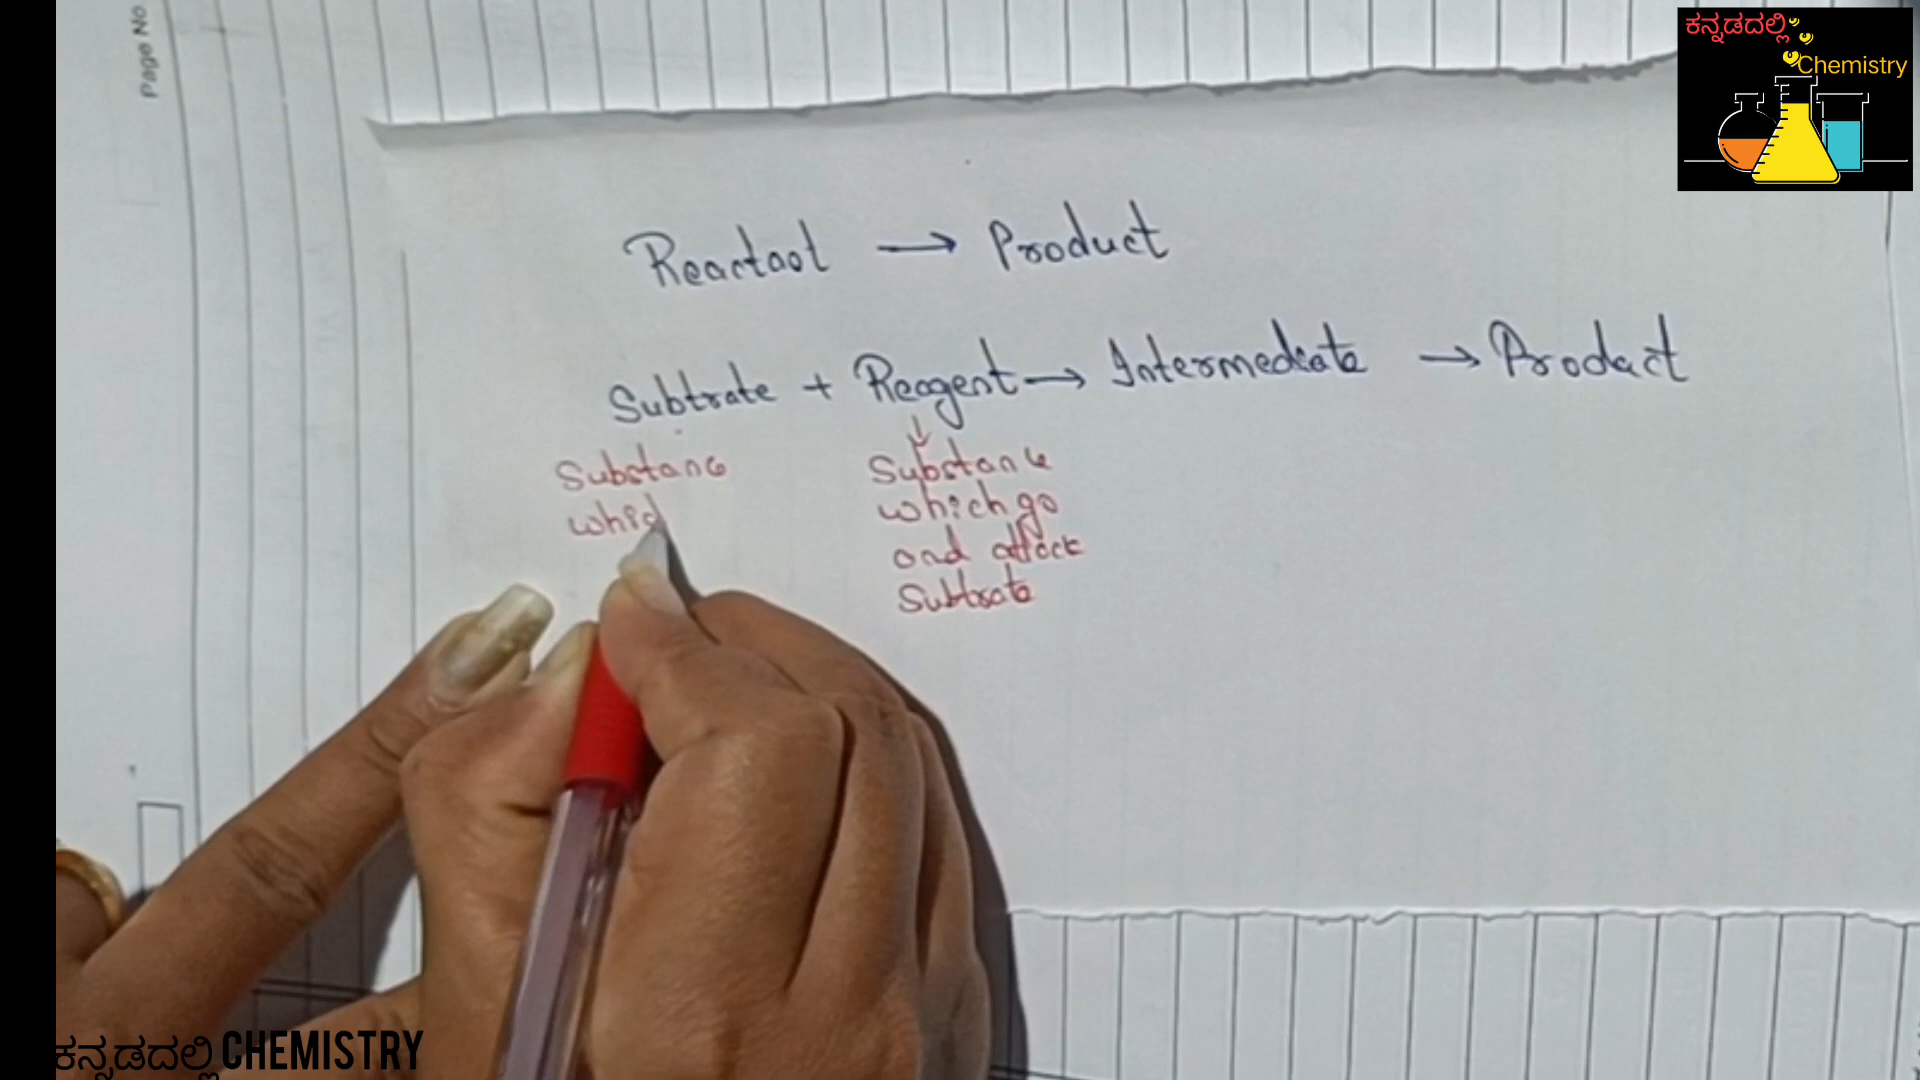 Page No
ಕನ್ನಡದಲ್ಲಿ
Chemistry
Reactant → Product
Subtrate + Reagent → Intermediate → Product
↓
Substance
which
Substance
which go
and attack
Subtrate
ಕನ್ನಡದಲ್ಲಿ CHEMISTRY